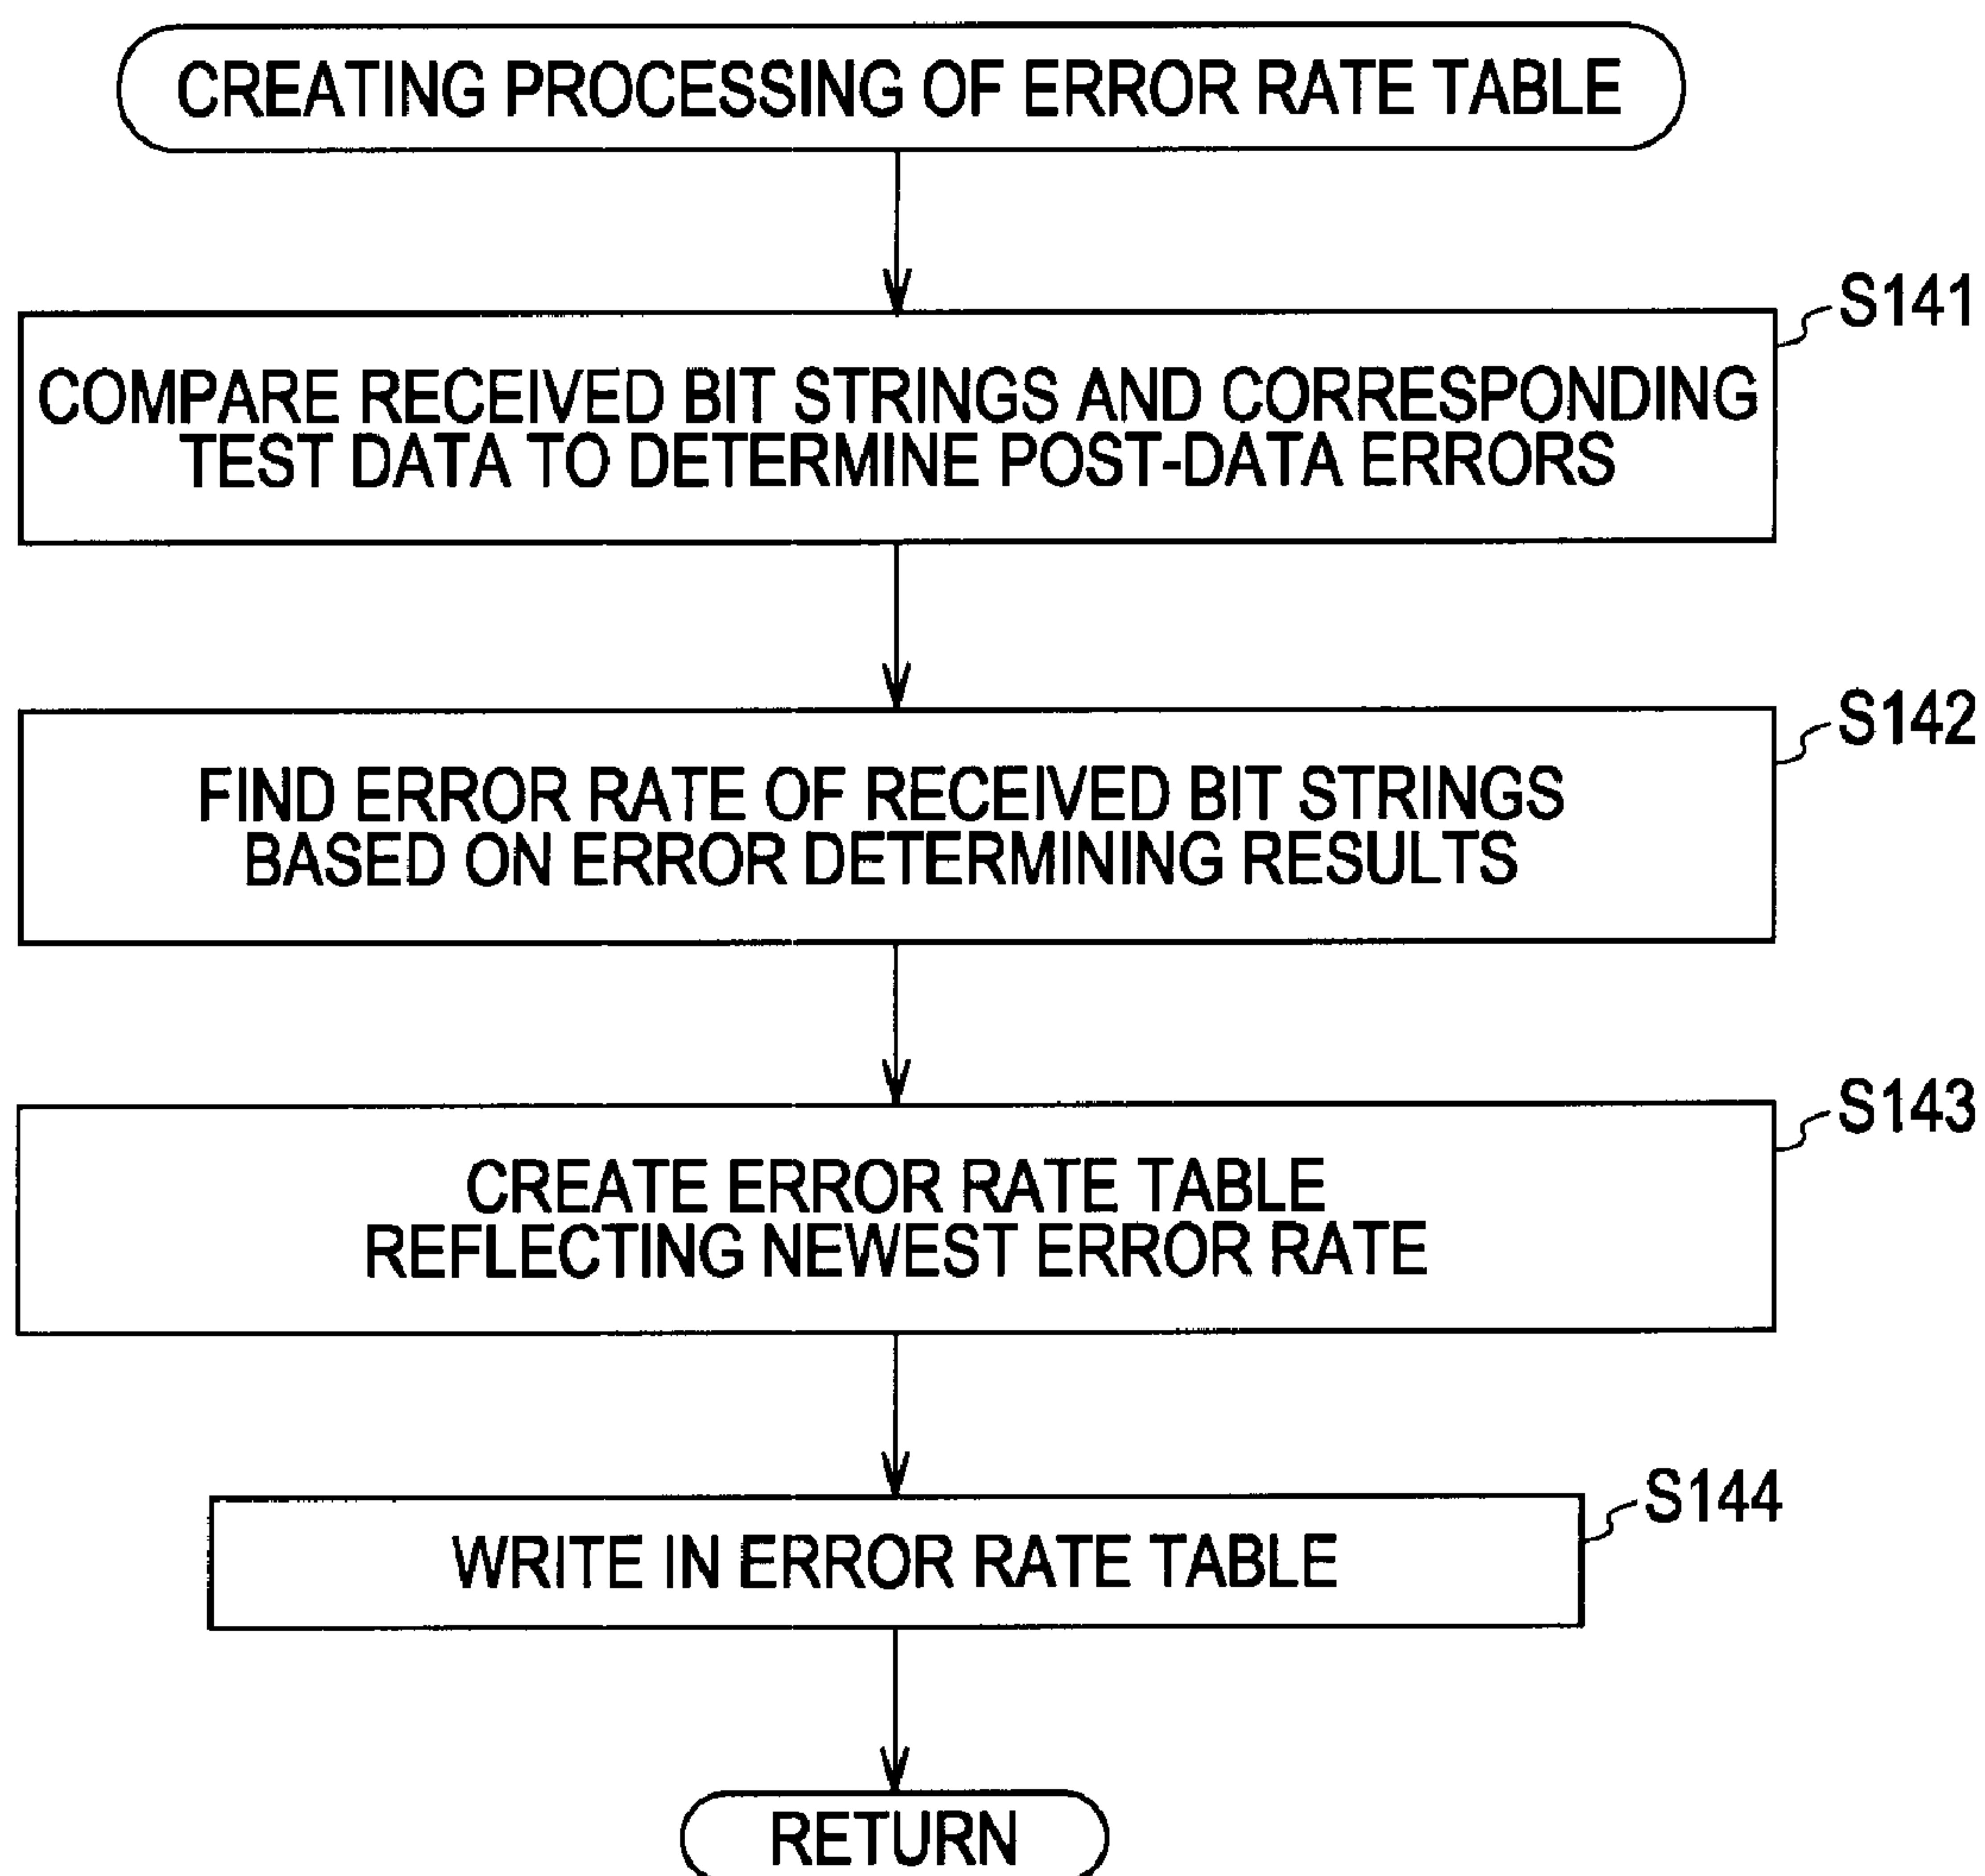 CREATING PROCESSING OF ERROR RATE TABLE
S141
COMPARE RECEIVED BIT STRINGS AND CORRESPONDING
TEST DATA TO DETERMINE POST-DATA ERRORS
S142
FIND ERROR RATE OF RECEIVED BIT STRINGS
BASED ON ERROR DETERMINING RESULTS
S143
CREATE ERROR RATE TABLE
REFLECTING NEWEST ERROR RATE
S144
WRITE IN ERROR RATE TABLE
RETURN